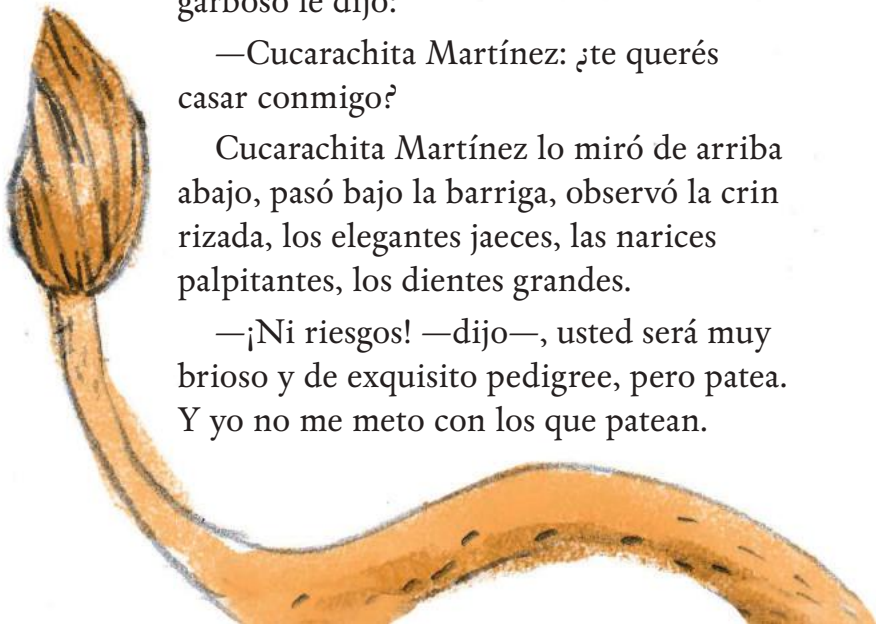 garboso le dijo:
—Cucarachita Martínez: ¿te querés
casar conmigo?
Cucarachita Martínez lo miró de arriba
abajo, pasó bajo la barriga, observó la crin
rizada, los elegantes jaeces, las narices
palpitantes, los dientes grandes.
—¡Ni riesgos! —dijo—, usted será muy
brioso y de exquisito pedigree, pero patea.
Y yo no me meto con los que patean.